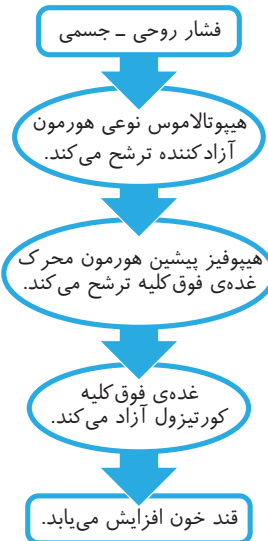 فشار روحی ـ جسمی
هیپوتالاموس نوعی هورمون
آزادکننده ترشح می‌کند.
هیپوفیز پیشین هورمون محرک
غده‌ی فوق‌کلیه ترشح می‌کند.
غده‌ی فوق‌کلیه
کورتیزول آزاد می‌کند.
قند خون افزایش می‌یابد.